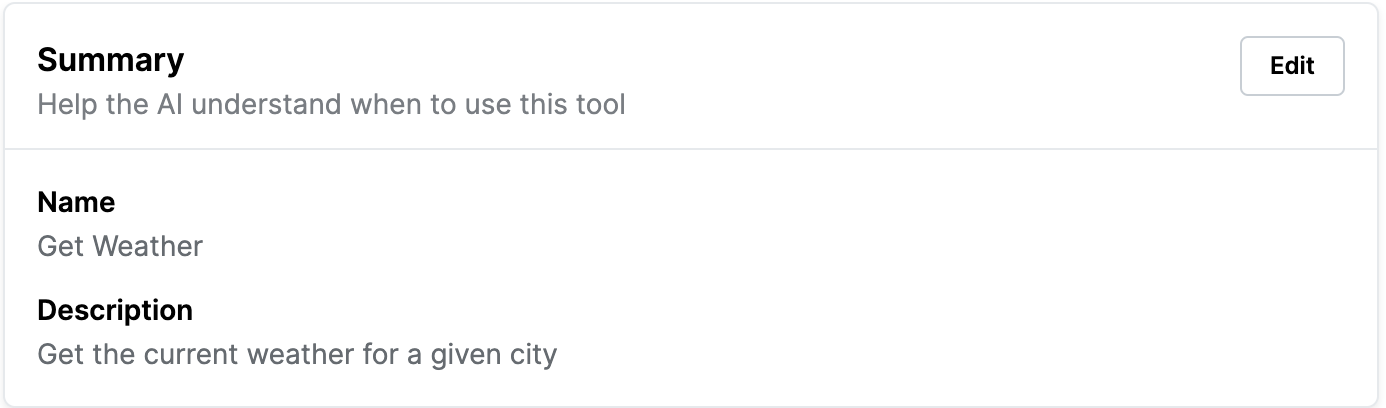 Summary
Edit
Help the AI understand when to use this tool
Name
Get Weather
Description
Get the current weather for a given city